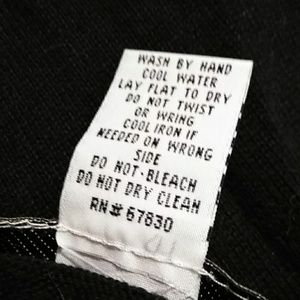 WASH BY HAND
COOL WATER
LAY FLAT TO DRY
DO NOT TWIST
OR WRING
COOL IRON IF
NEEDED ON WRONG
SIDE
DO NOT BLEACH
DO NOT DRY CLEAN
RN# 67830